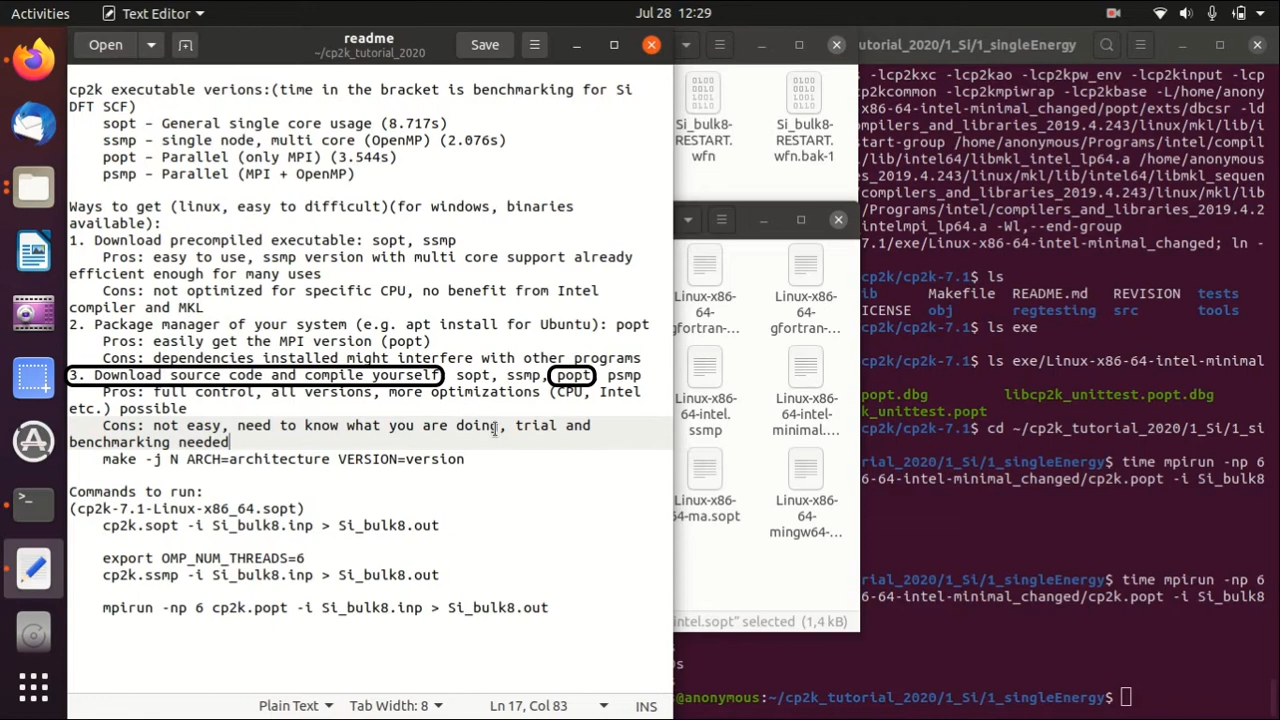 Activities
Text Editor
Jul 28 12:29
Open
readme
~/cp2k_tutorial_2020
Save
cp2k executable verions:(time in the bracket is benchmarking for Si
DFT SCF)
sopt – General single core usage (8.717s)
ssmp – single node, multi core (OpenMP) (2.076s)
popt – Parallel (only MPI) (3.544s)
psmp – Parallel (MPI + OpenMP)
Ways to get (linux, easy to difficult)(for windows, binaries
available):
1. Download precompiled executable: sopt, ssmp
Pros: easy to use, ssmp version with multi core support already
efficient enough for many uses
Cons: not optimized for specific CPU, no benefit from Intel
compiler and MKL
2. Package manager of your system (e.g. apt install for Ubuntu): popt
Pros: easily get the MPI version (popt)
Cons: dependencies installed might interfere with other programs
3. Download source code and compile yourself sopt, ssmp, popt psmp
Pros: full control, all versions, more optimizations (CPU, Intel
etc.) possible
Cons: not easy, need to know what you are doing, trial and
benchmarking needed
make -j N ARCH=architecture VERSION=version
Commands to run:
(cp2k-7.1-Linux-x86_64.sopt)
cp2k.sopt -i Si_bulk8.inp > Si_bulk8.out
export OMP_NUM_THREADS=6
cp2k.ssmp -i Si_bulk8.inp > Si_bulk8.out
mpirun -np 6 cp2k.popt -i Si_bulk8.inp > Si_bulk8.out
Plain Text
Tab Width: 8
Ln 17, Col 83
INS
Si_bulk8-
RESTART.
wfn
Si_bulk8-
RESTART.
wfn.bak-1
Linux-x86-
64-
gfortran-…
Linux-x86-
64-
gfortran-…
Linux-x86-
64-intel.
ssmp
Linux-x86-
64-intel-
minimal.…
Linux-x86-
64-ma.sopt
Linux-x86-
64-
mingw64-…
intel.sopt" selected (1,4 kB)
utorial_2020/1_Si/1_singleEnergy
-lcp2kxc -lcp2kao -lcp2kpw_env -lcp2kinput -lcp
p2kcommon -lcp2kmpiwrap -lcp2kbase -L/home/anony
x86-64-intel-minimal_changed/popt/exts/dbcsr -ld
compilers_and_libraries_2019.4.243/linux/mkl/lib/i
start-group /home/anonymous/Programs/intel/compil
/lib/intel64/libmkl_intel_lp64.a /home/anonymous
ompilers_and_libraries_2019.4.243/linux/mkl/lib/i
ntel64/libmkl_sequen
/Programs/intel/compilers_and_libraries_2019.4.2
intelmpi_lp64.a -Wl,--end-group
7.1/exe/Linux-x86-64-intel-minimal_changed; ln -
cp2k/cp2k-7.1$ ls
ib Makefile README.md REVISION tests
ICENSE obj regtesting src tools
cp2k/cp2k-7.1$ ls exe
cp2k/cp2k-7.1$ ls exe/Linux-x86-64-intel-minimal
popt.dbg libcp2k_unittest.popt.dbg
k_unittest.popt
cp2k/cp2k-7.1$ cd ~/cp2k_tutorial_2020/1_Si/1_si
rial_2020/1_Si/1_singleEnergy$ time mpirun -np 6
6-64-intel-minimal_changed/cp2k.popt -i Si_bulk8
rial_2020/1_Si/1_singleEnergy$ time mpirun -np 6
6-64-intel-minimal_changed/cp2k.popt -i Si_bulk8
s
0s
s
s@anonymous:~/cp2k_tutorial_2020/1_Si/1_singleEnergy$